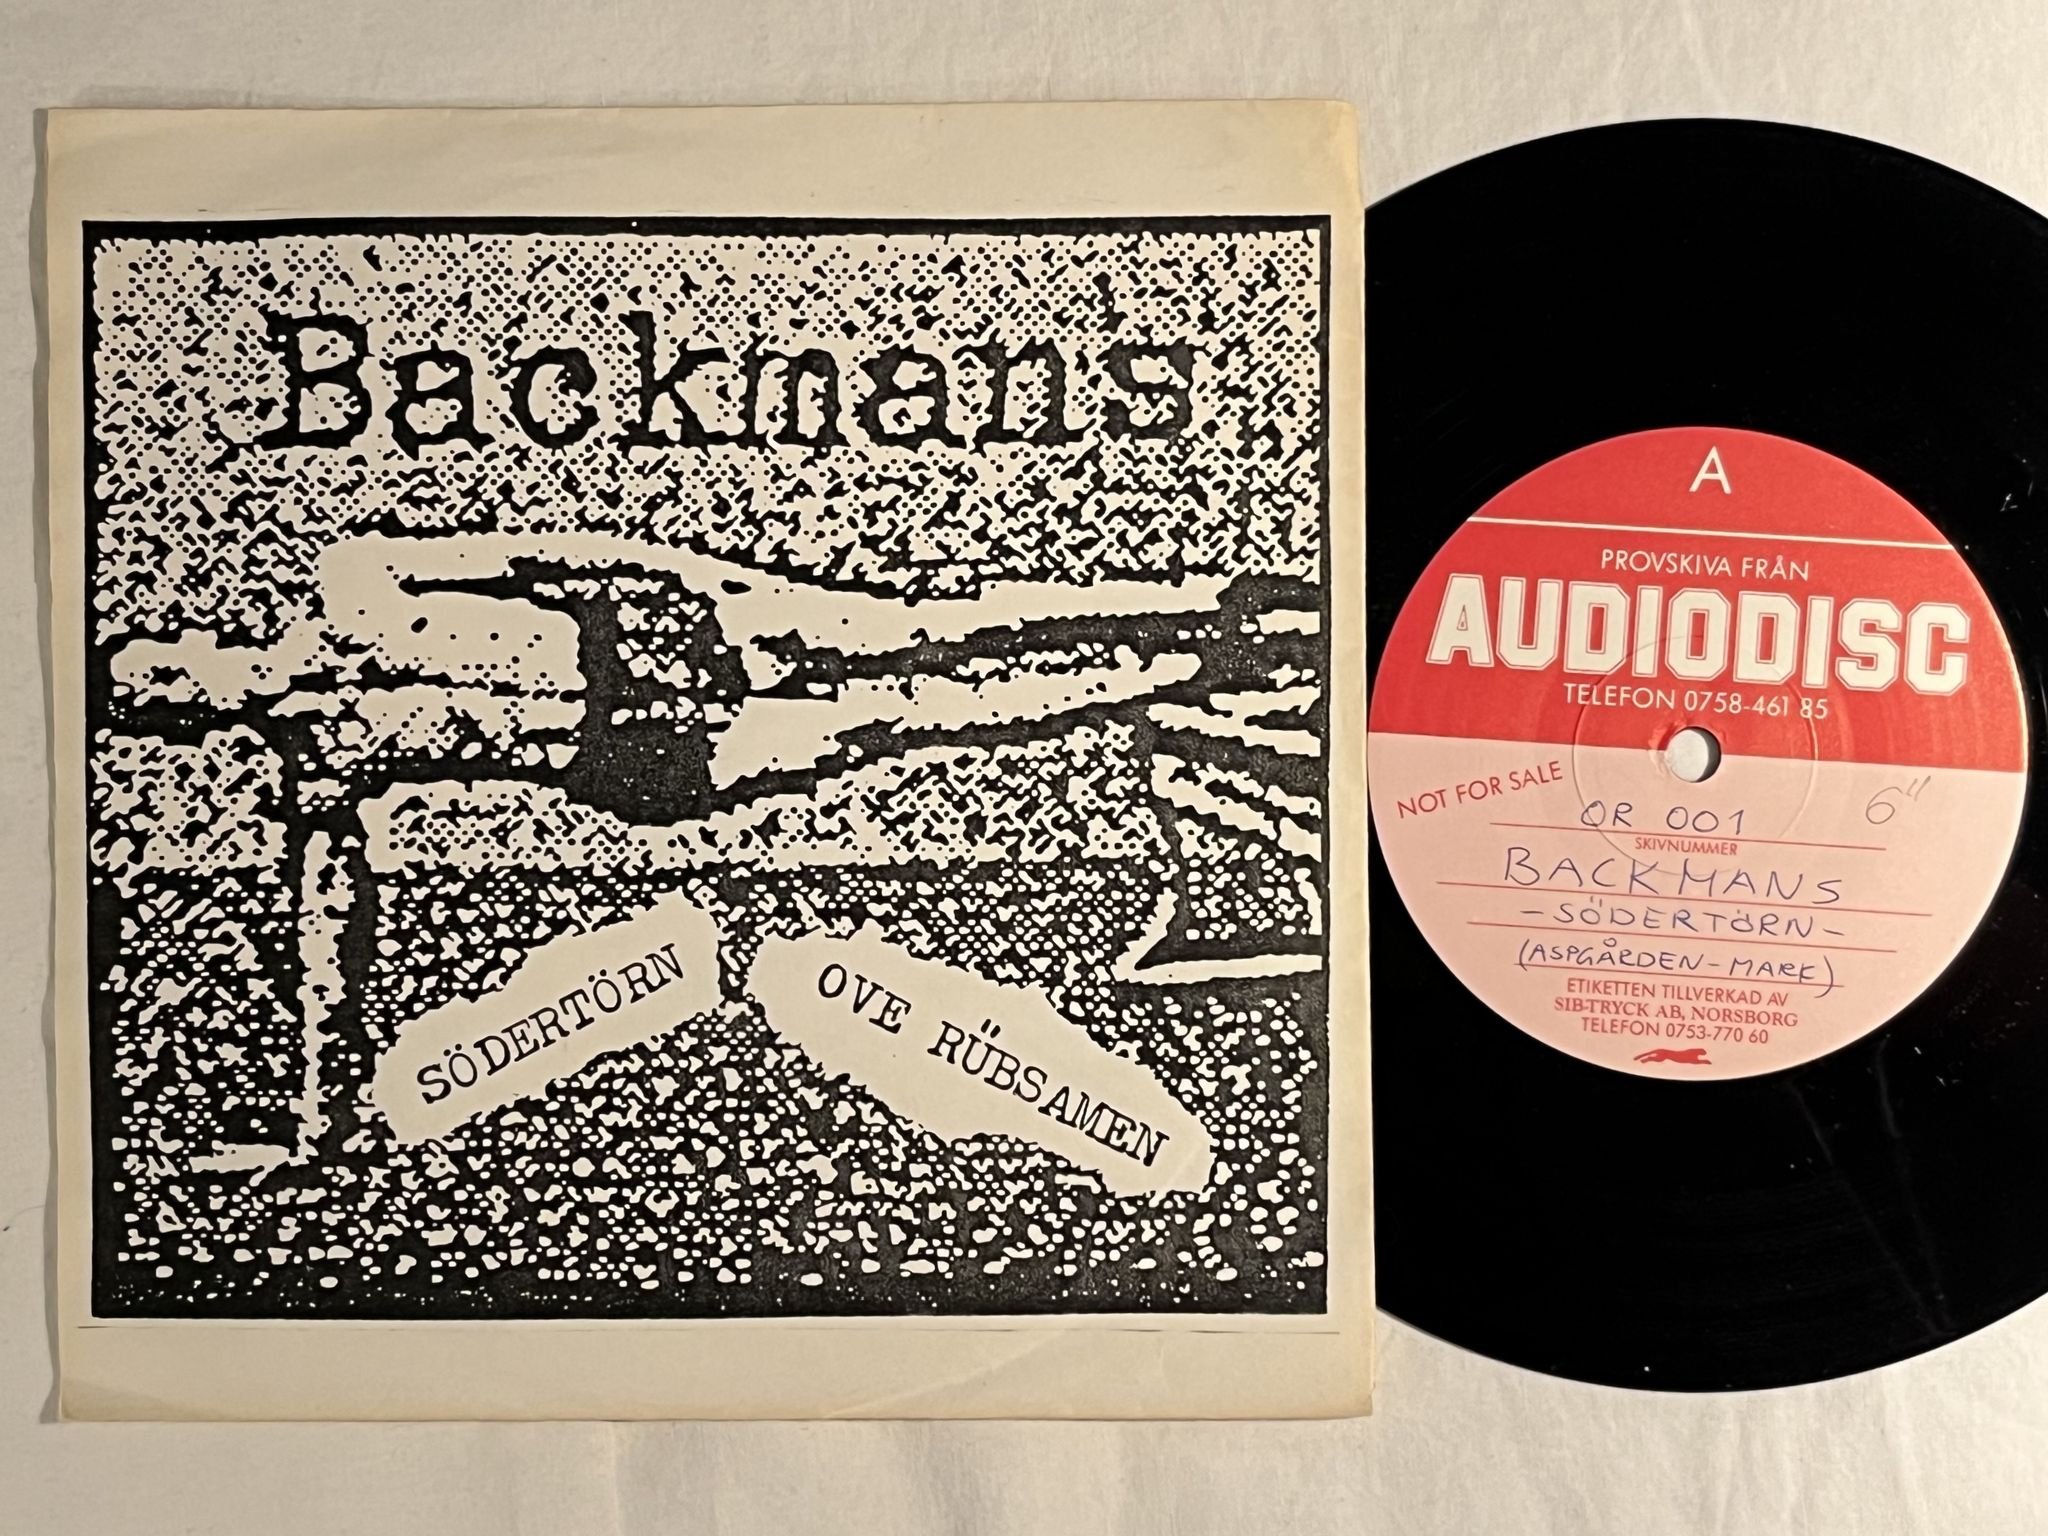 Backmans
SÖDERTÖRN
OVE RÜBSAMEN
A
PROVSKIVA FRÅN
AUDIODISC
TELEFON 0758-461 85
NOT FOR SALE
6"
OR 001
SKIVNUMMER
BACKMANS
-SÖDERTÖRN-
(ASPGÅRDEN-MARK)
ETIKETTEN TILLVERKAD AV
SIB-TRYCK AB, NORSBORG
TELEFON 0753-770 60